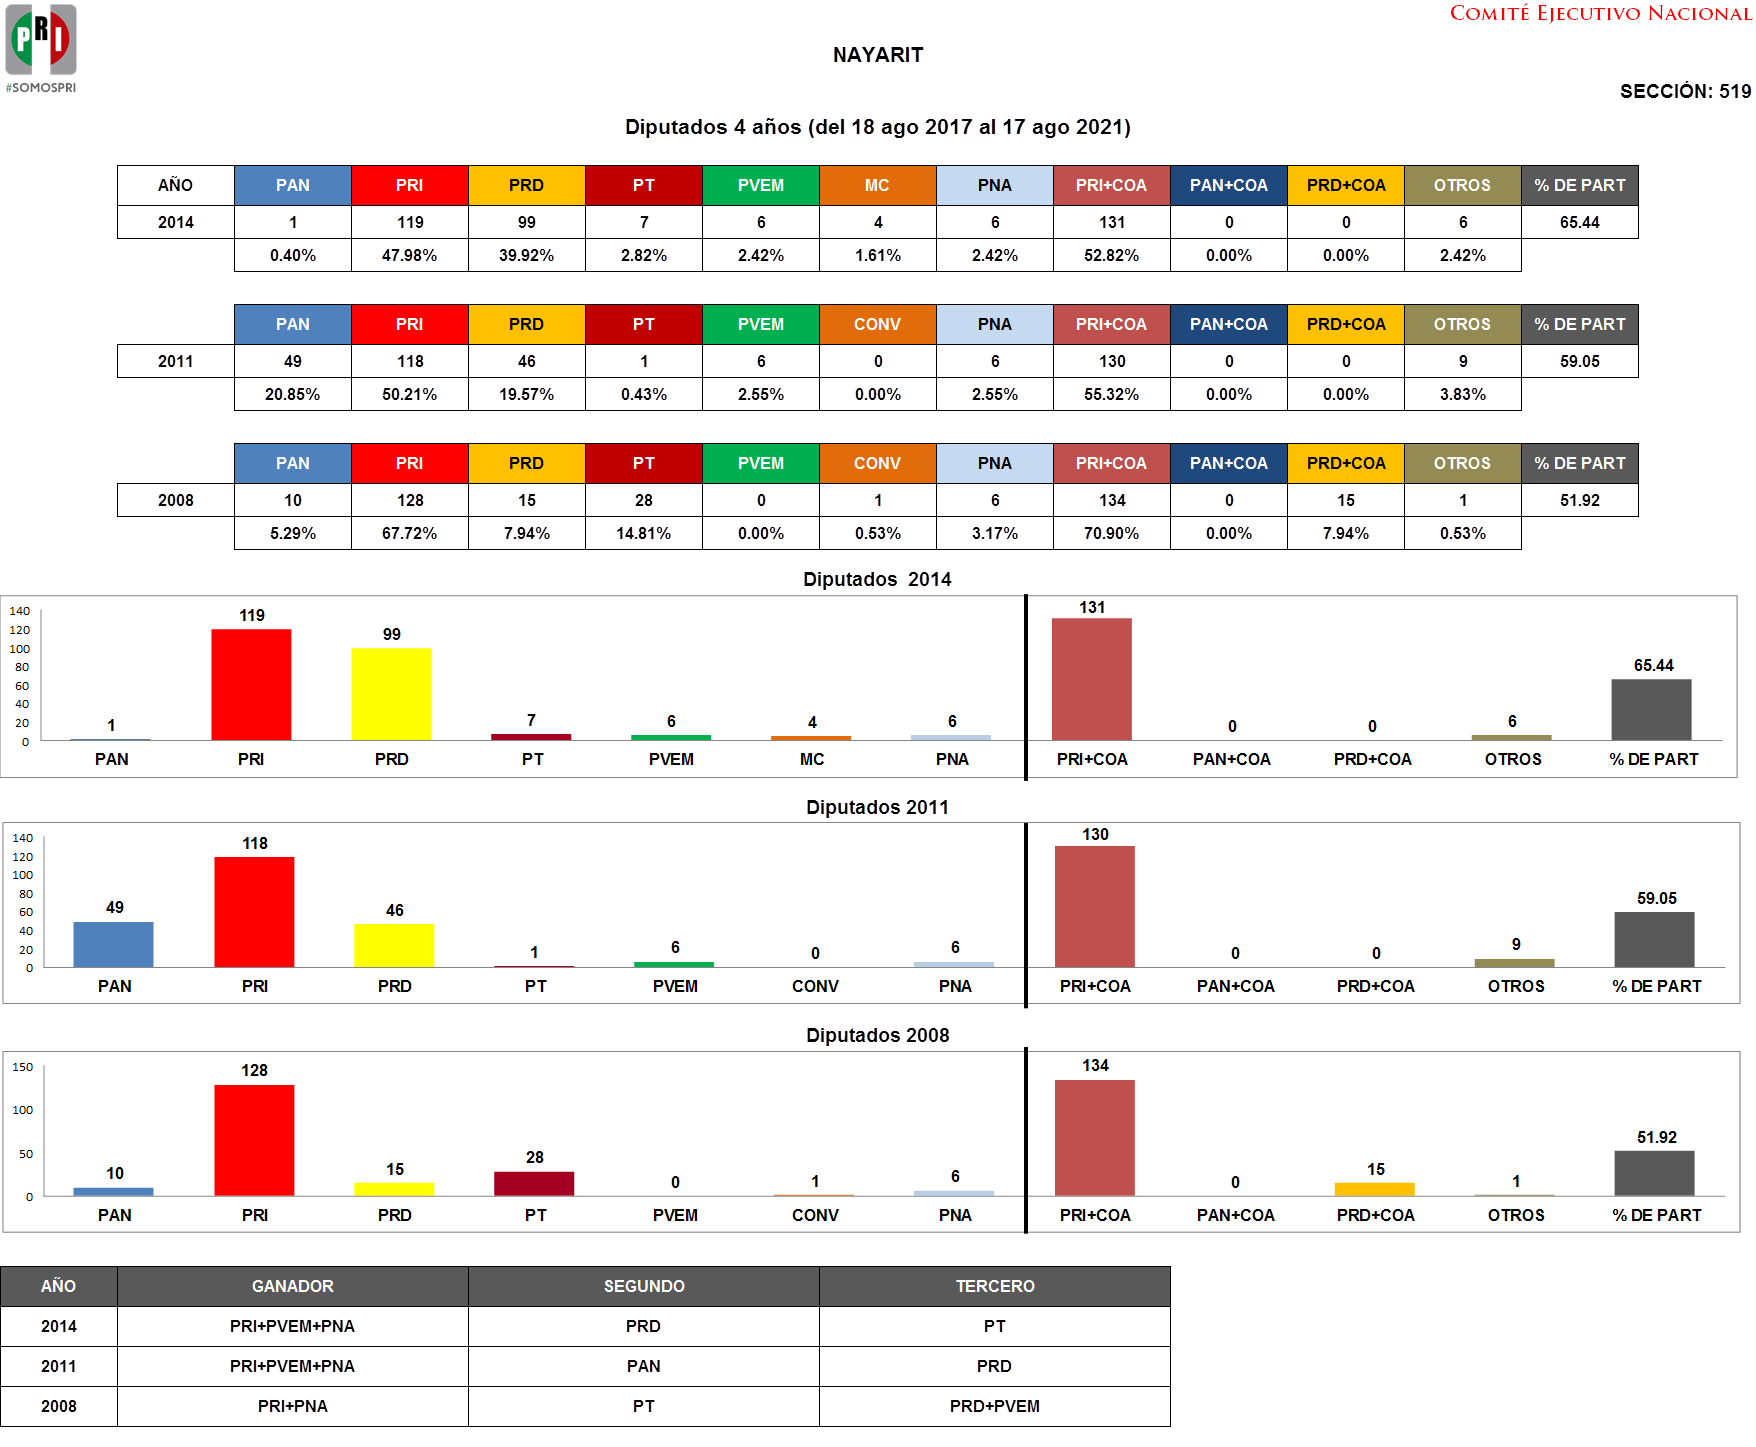 PRI
#SOMOSPRI
COMITÉ EJECUTIVO NACIONAL
NAYARIT
SECCIÓN: 519
Diputados 4 años (del 18 ago 2017 al 17 ago 2021)
AÑO PAN PRI PRD PT PVEM MC PNA PRI+COA PAN+COA PRD+COA OTROS % DE PART
2014 1 119 99 7 6 4 6 131 0 0 6 65.44
0.40% 47.98% 39.92% 2.82% 2.42% 1.61% 2.42% 52.82% 0.00% 0.00% 2.42%
PAN PRI PRD PT PVEM CONV PNA PRI+COA PAN+COA PRD+COA OTROS % DE PART
2011 49 118 46 1 6 0 6 130 0 0 9 59.05
20.85% 50.21% 19.57% 0.43% 2.55% 0.00% 2.55% 55.32% 0.00% 0.00% 3.83%
PAN PRI PRD PT PVEM CONV PNA PRI+COA PAN+COA PRD+COA OTROS % DE PART
2008 10 128 15 28 0 1 6 134 0 15 1 51.92
5.29% 67.72% 7.94% 14.81% 0.00% 0.53% 3.17% 70.90% 0.00% 7.94% 0.53%
Diputados 2014
140
120
100
80
60
40
20
0
1 119 99 7 6 4 6 131 0 0 6 65.44
PAN PRI PRD PT PVEM MC PNA PRI+COA PAN+COA PRD+COA OTROS % DE PART
Diputados 2011
140
120
100
80
60
40
20
0
49 118 46 1 6 0 6 130 0 0 9 59.05
PAN PRI PRD PT PVEM CONV PNA PRI+COA PAN+COA PRD+COA OTROS % DE PART
Diputados 2008
150
100
50
0
10 128 15 28 0 1 6 134 0 15 1 51.92
PAN PRI PRD PT PVEM CONV PNA PRI+COA PAN+COA PRD+COA OTROS % DE PART
AÑO GANADOR SEGUNDO TERCERO
2014 PRI+PVEM+PNA PRD PT
2011 PRI+PVEM+PNA PAN PRD
2008 PRI+PNA PT PRD+PVEM